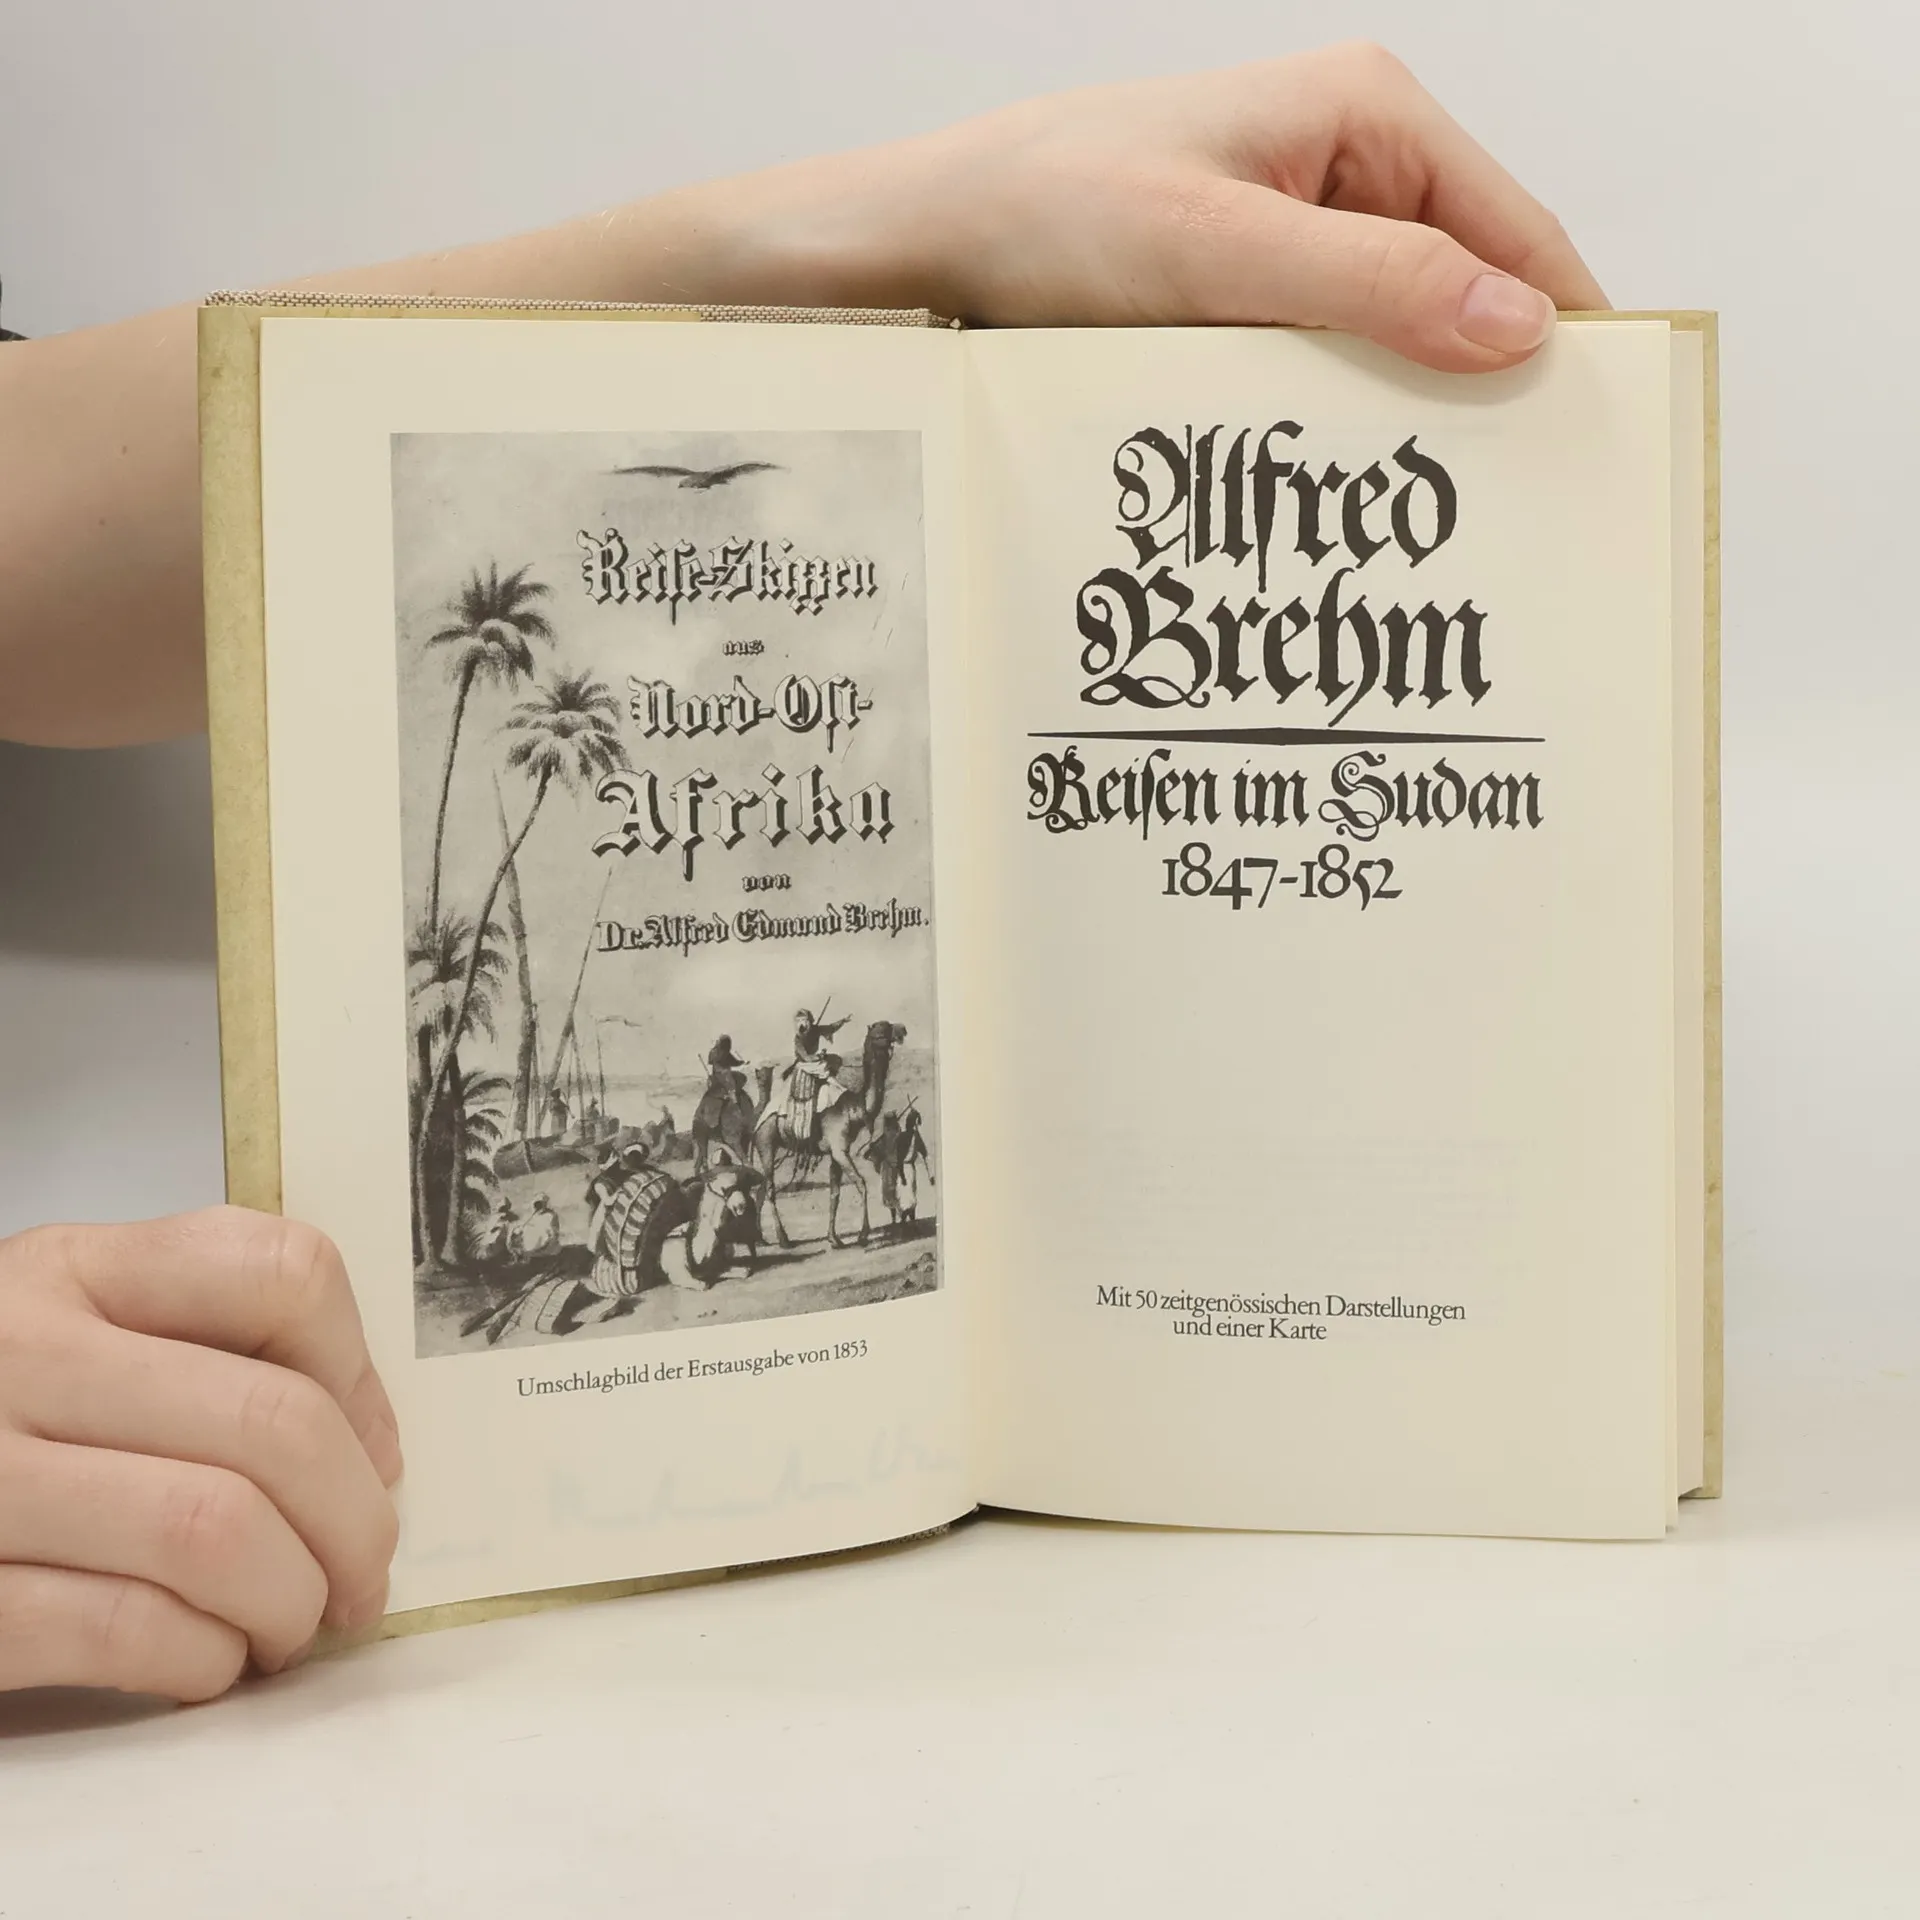 Reiſe-Skizzen
aus
Nord-Oſt-
Afrika
von
Dr. Alfred Edmund Brehm.
Umschlagbild der Erstausgabe von 1853
Alfred
Brehm
Reiſen im Sudan
1847-1852
Mit 50 zeitgenössischen Darstellungen
und einer Karte